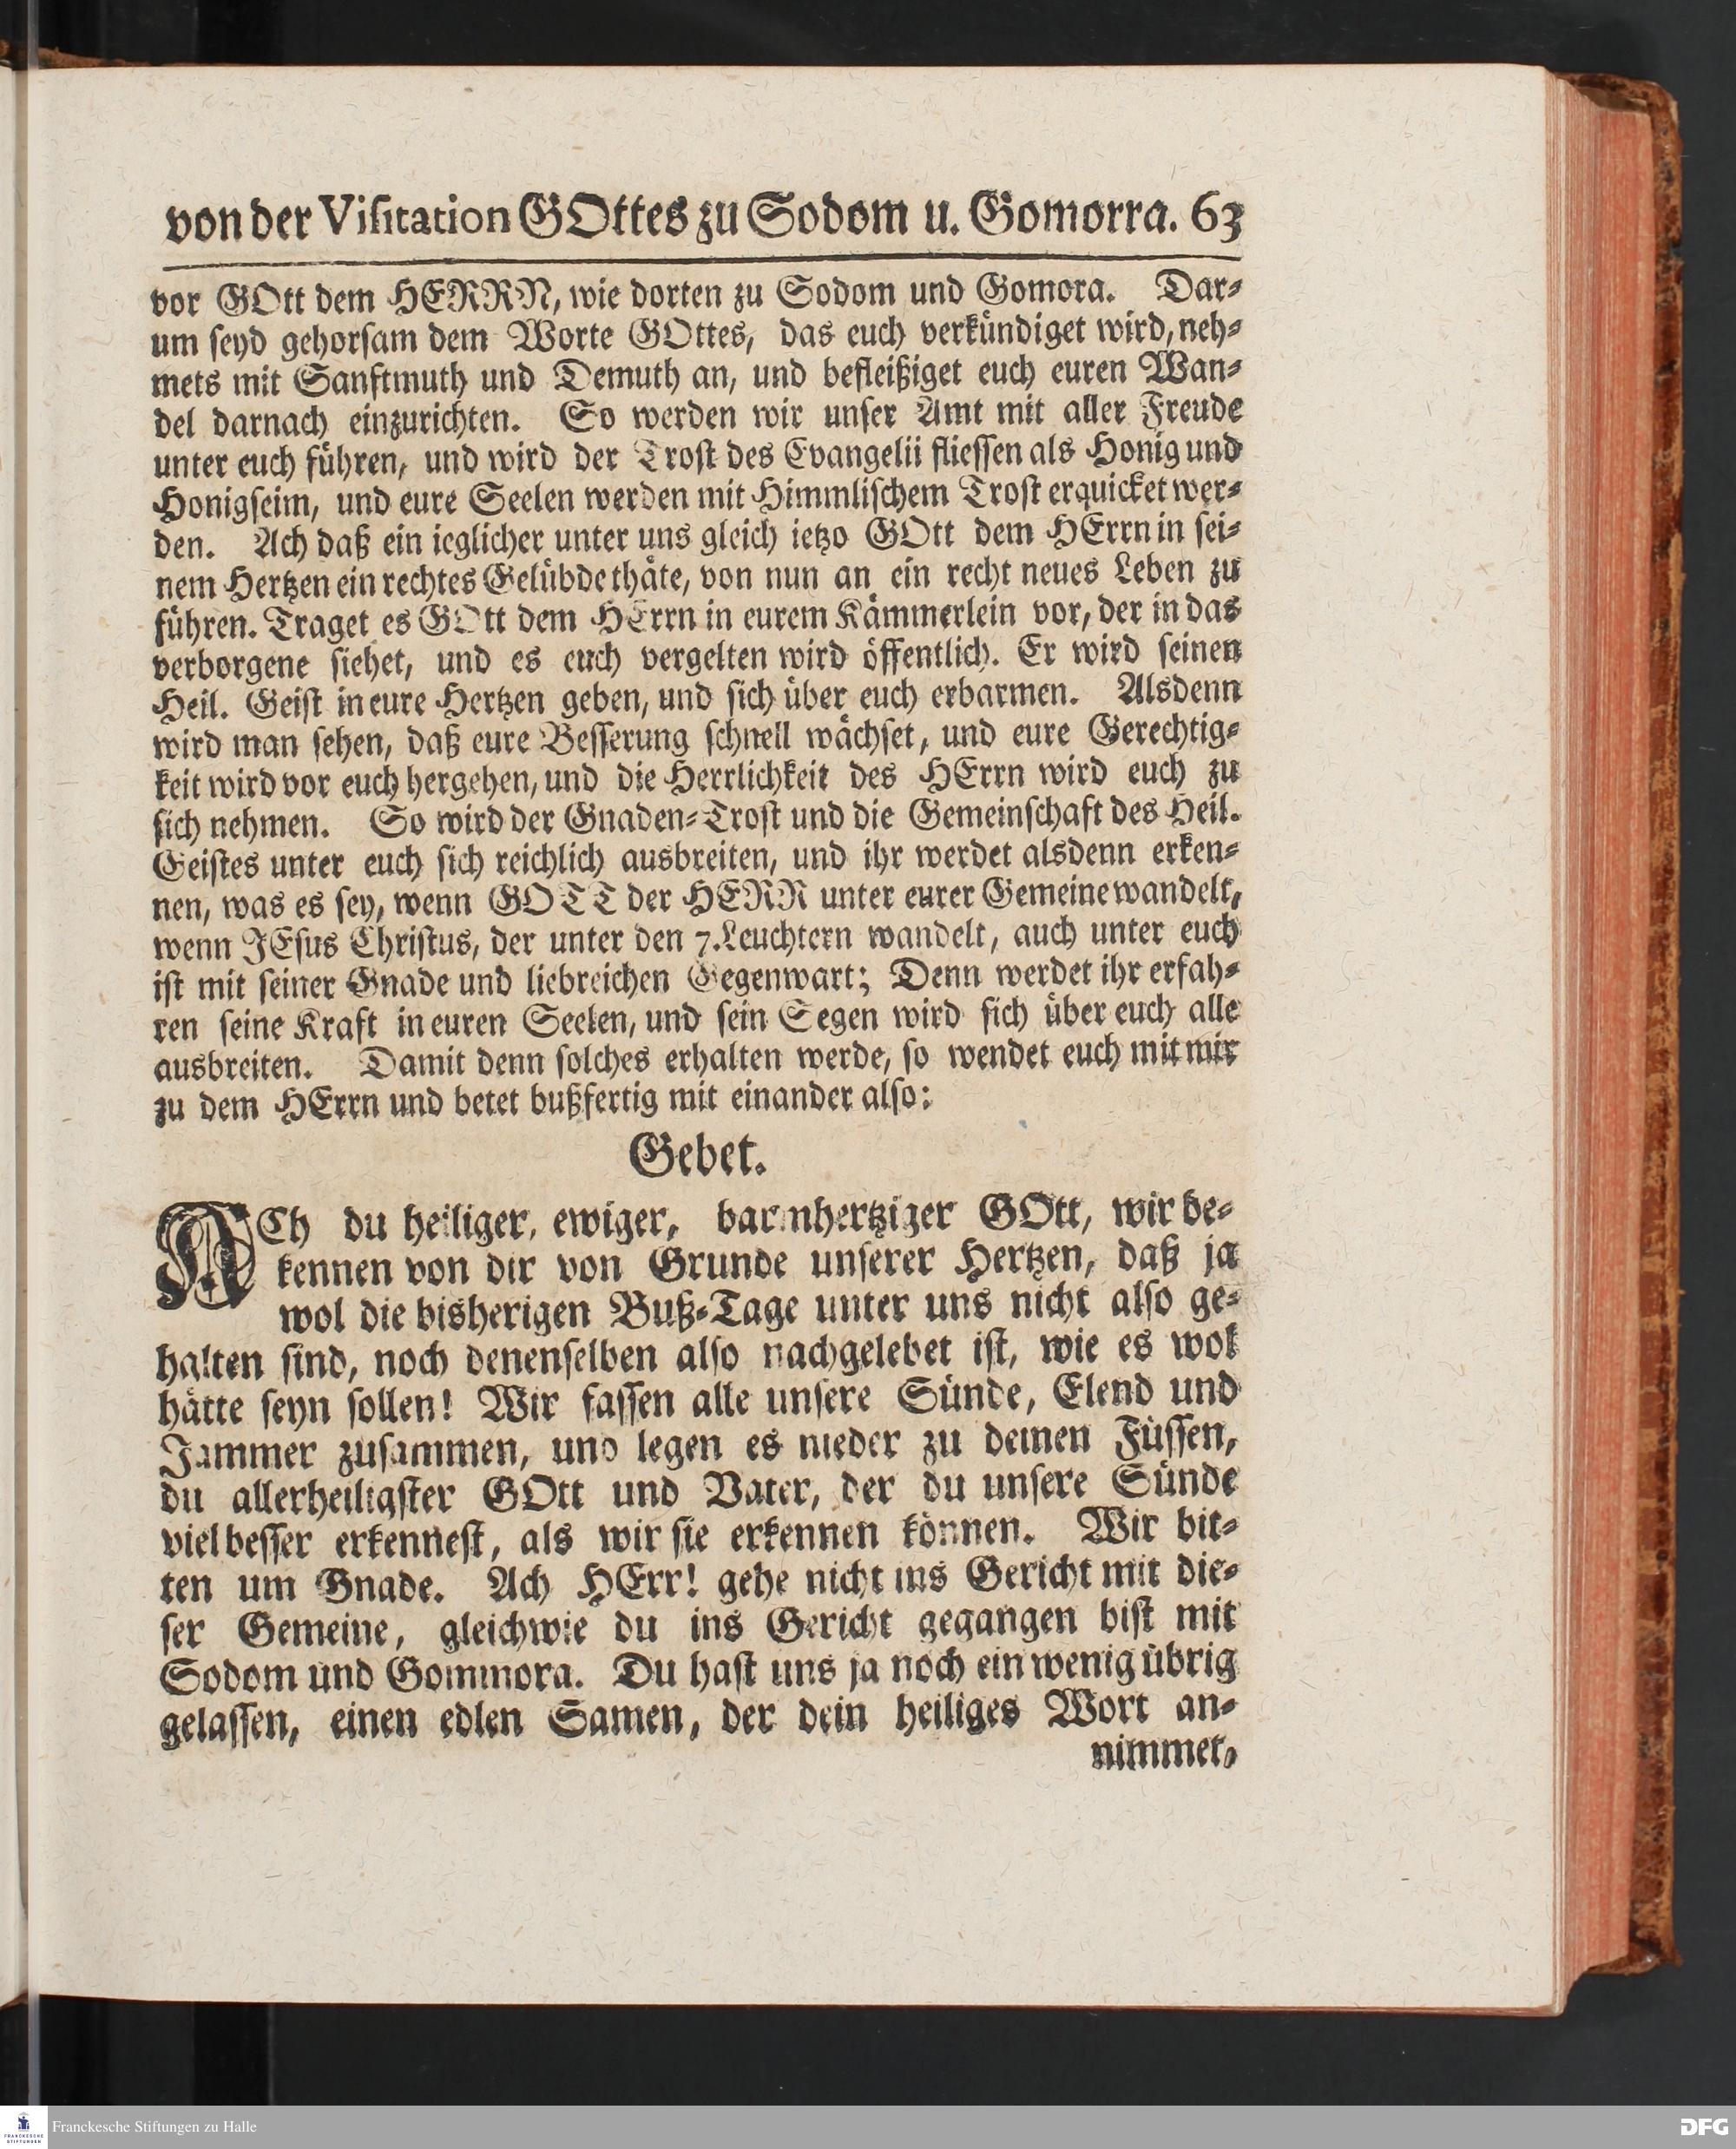 von der Visitation GOttes zu Sodom u. Gomorra. 63
vor GOtt dem HERRN, wie dorten zu Sodom und Gomora. Dar-
um seyd gehorsam dem Worte GOttes, das euch verkündiget wird, neh-
mets mit Sanftmuth und Demuth an, und befleißiget euch euren Wan-
del darnach einzurichten. So werden wir unser Amt mit aller Freude
unter euch führen, und wird der Trost des Evangelii fliessen als Honig und
Honigseim, und eure Seelen werden mit Himmlischem Trost erquicket wer-
den. Ach daß ein ieglicher unter uns gleich ietzo GOtt dem HErrn in sei-
nem Hertzen ein rechtes Gelübde thäte, von nun an ein recht neues Leben zu
führen. Traget es GOtt dem HErrn in eurem Kämmerlein vor, der in das
verborgene siehet, und es euch vergelten wird öffentlich. Er wird seinen
Heil. Geist in eure Hertzen geben, und sich über euch erbarmen. Alsdenn
wird man sehen, daß eure Besserung schnell wächset, und eure Gerechtig-
keit wird vor euch hergehen, und die Herrlichkeit des HErrn wird euch zu
sich nehmen. So wird der Gnaden-Trost und die Gemeinschaft des Heil.
Geistes unter euch sich reichlich ausbreiten, und ihr werdet alsdenn erken-
nen, was es sey, wenn GOTT der HERR unter eurer Gemeine wandelt,
wenn JEsus Christus, der unter den 7. Leuchtern wandelt, auch unter euch
ist mit seiner Gnade und liebreichen Gegenwart; Denn werdet ihr erfah-
ren seine Kraft in euren Seelen, und sein Segen wird sich über euch alle
ausbreiten. Damit denn solches erhalten werde, so wendet euch mit mir
zu dem HErrn und betet bußfertig mit einander also:
Gebet.
ACh du heiliger, ewiger, barmhertziger GOtt, wir be-
kennen von dir von Grunde unserer Hertzen, daß ja
wol die bisherigen Buß-Tage unter uns nicht also ge-
halten sind, noch denenselben also nachgelebet ist, wie es wol
hätte seyn sollen! Wir fassen alle unsere Sünde, Elend und
Jammer zusammen, und legen es nieder zu deinen Füssen,
du allerheiligster GOtt und Vater, der du unsere Sünde
viel besser erkennest, als wir sie erkennen können. Wir bit-
ten um Gnade. Ach HErr! gehe nicht ins Gericht mit die-
ser Gemeine, gleichwie du ins Gericht gegangen bist mit
Sodom und Gommora. Du hast uns ja noch ein wenig übrig
gelassen, einen edlen Samen, der dein heiliges Wort an-
nimmet,
FRANCKESCHE STIFTUNGEN
Franckesche Stiftungen zu Halle
DFG